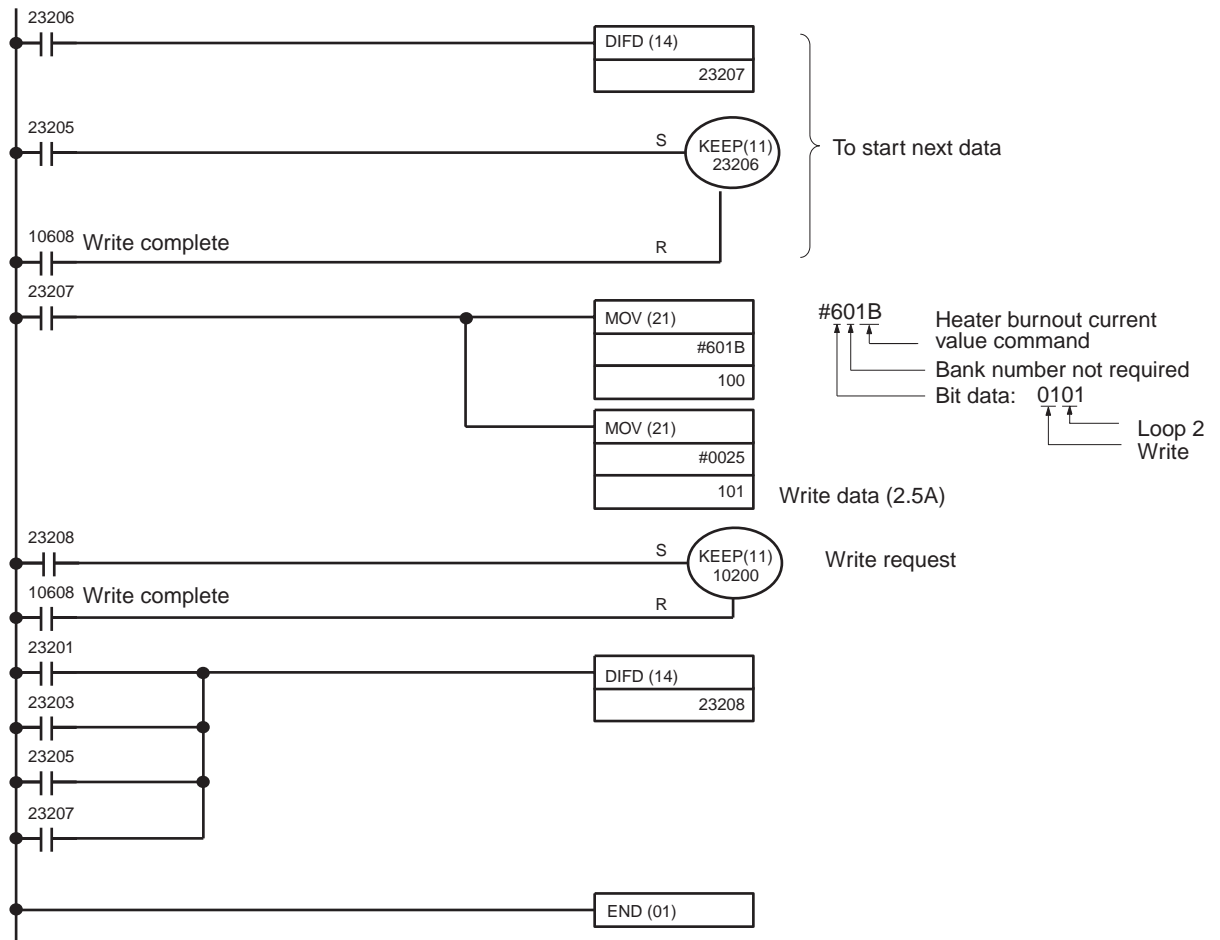 23206
DIFD (14)
23207
23205
S
KEEP(11)
23206
To start next data
10608 Write complete
R
23207
MOV (21)
#601B
100
#601B
Heater burnout current
value command
Bank number not required
Bit data: 0101
Loop 2
Write
MOV (21)
#0025
101
Write data (2.5A)
23208
S
KEEP(11)
10200
Write request
10608 Write complete
R
23201
DIFD (14)
23208
23203
23205
23207
END (01)